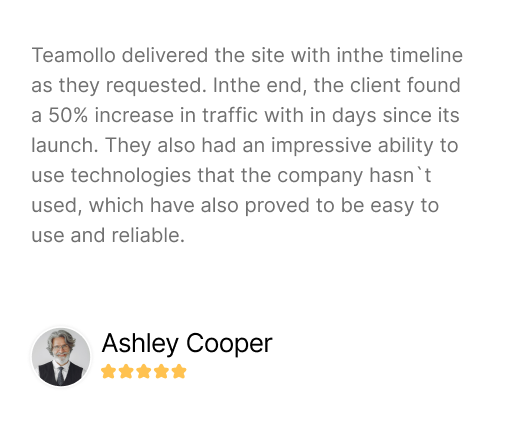 Teamollo delivered the site with inthe timeline
as they requested. Inthe end, the client found
a 50% increase in traffic with in days since its
launch. They also had an impressive ability to
use technologies that the company hasn`t
used, which have also proved to be easy to
use and reliable.
Ashley Cooper